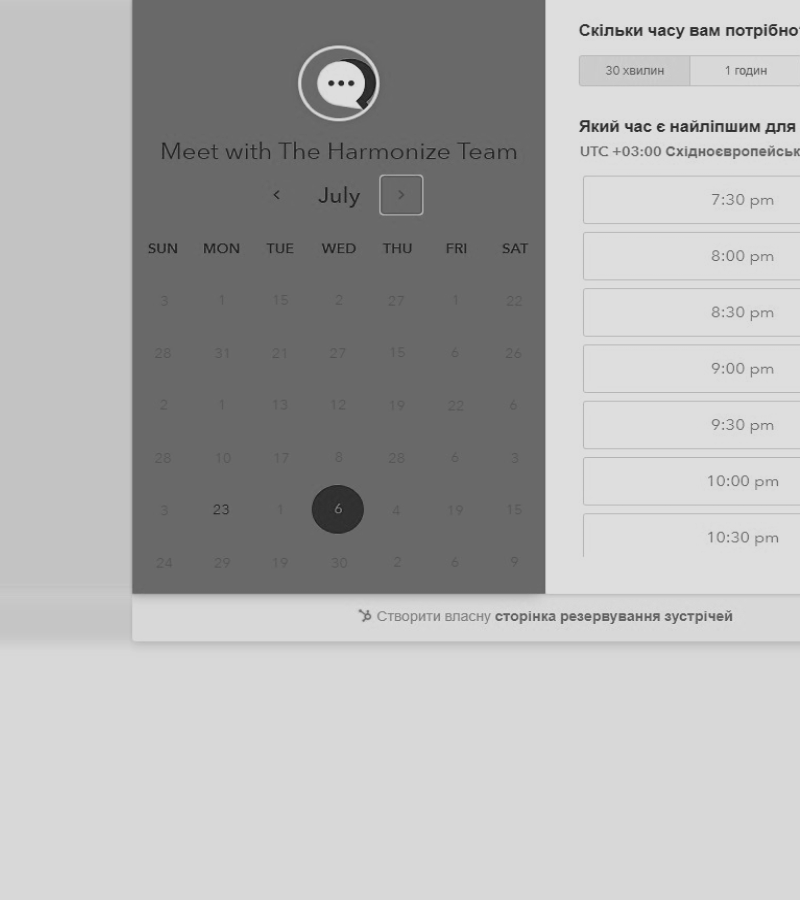 Meet with The Harmonize Team
July
SUN MON TUE WED THU FRI SAT
3 1 15 2 27 1 22
28 31 21 27 15 6 26
2 1 13 12 19 22 6
28 10 17 8 28 6 3
3 23 1 6 4 19 15
24 29 19 30 2 6 9
Скільки часу вам потрібно
30 хвилин 1 годин
Який час є найліпшим для
UTC +03:00 Східноєвропейськ
7:30 pm
8:00 pm
8:30 pm
9:00 pm
9:30 pm
10:00 pm
10:30 pm
Створити власну сторінка резервування зустрічей